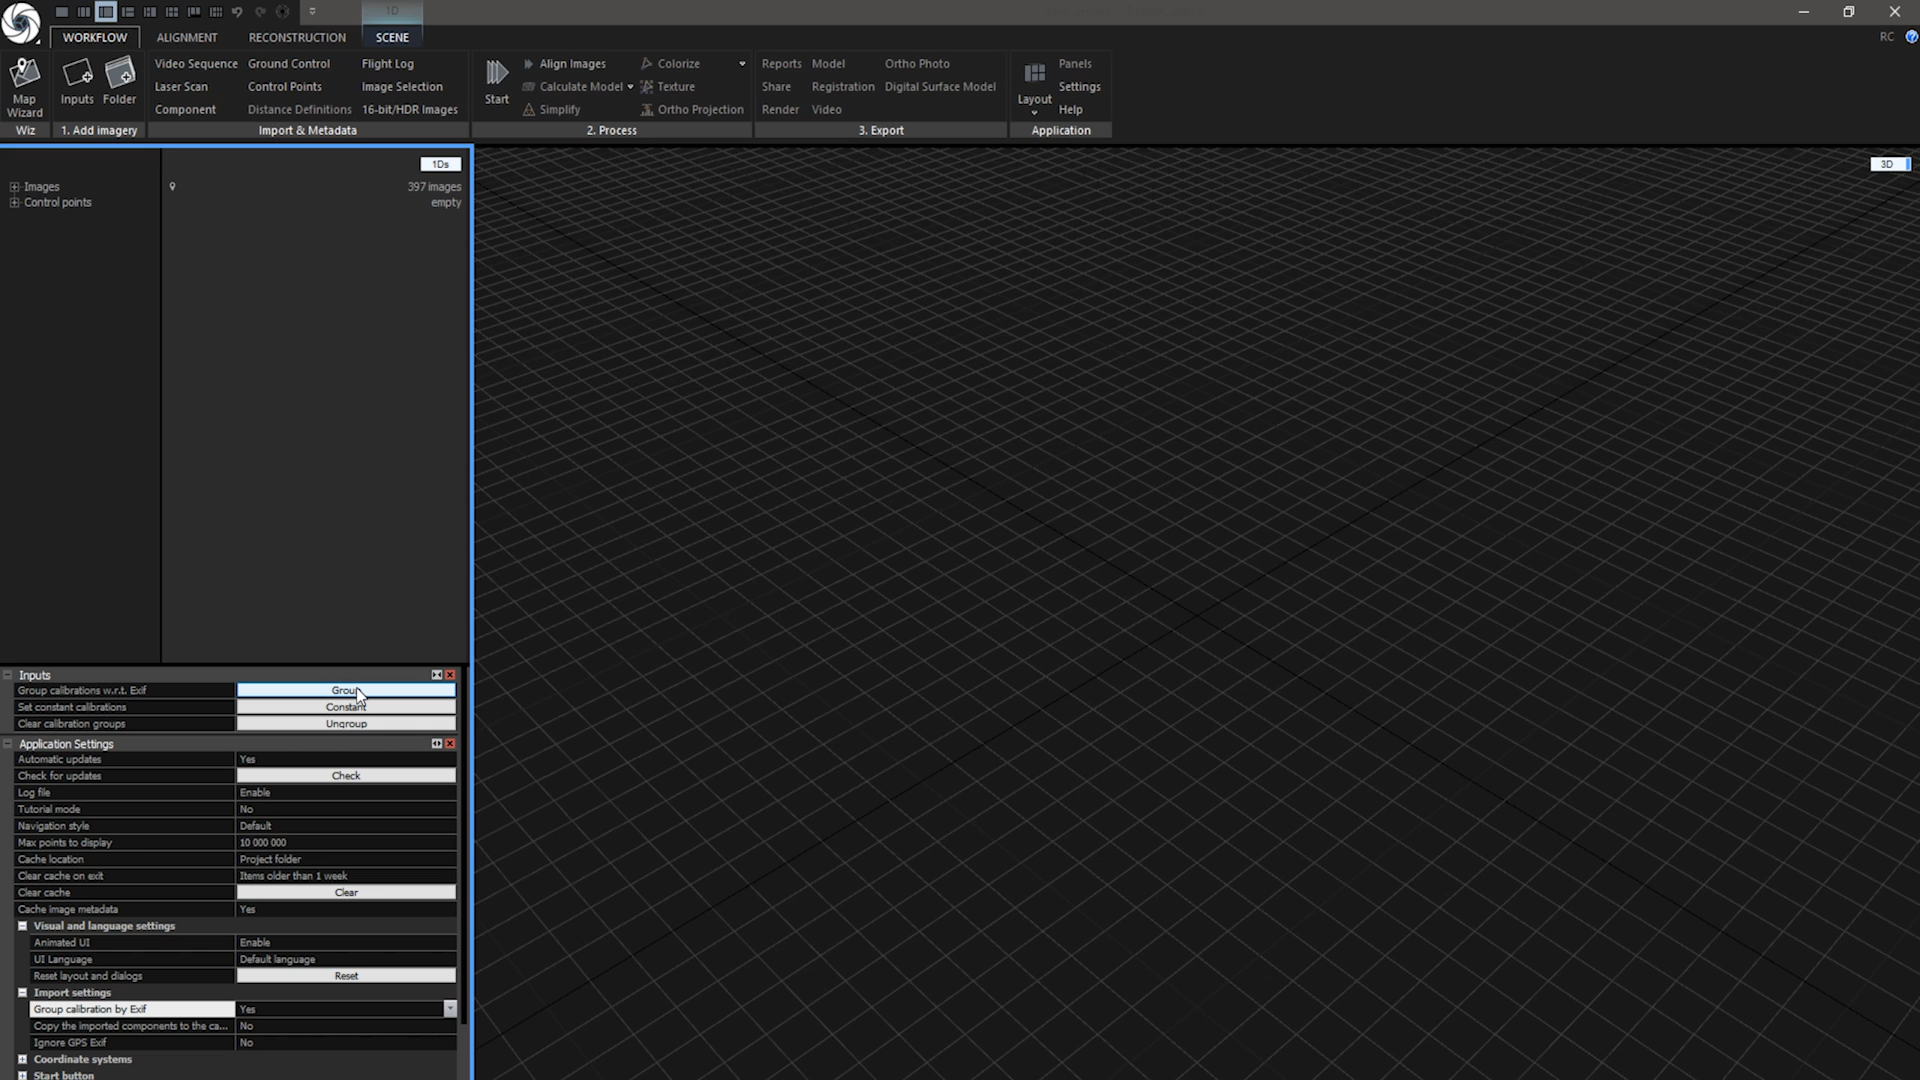 1D
WORKFLOW ALIGNMENT RECONSTRUCTION SCENE RC
Map Wizard
Inputs
Folder
Video Sequence Ground Control Flight Log
Laser Scan Control Points Image Selection
Component Distance Definitions 16-bit/HDR Images
Start
Align Images Colorize
Calculate Model Texture
Simplify Ortho Projection
Reports Model Ortho Photo
Share Registration Digital Surface Model
Render Video
Layout
Panels
Settings
Help
Wiz 1. Add imagery Import & Metadata 2. Process 3. Export Application
1Ds
3D
Images 397 images
Control points empty
Inputs
Group calibrations w.r.t. Exif Group
Set constant calibrations Constant
Clear calibration groups Ungroup
Application Settings
Automatic updates Yes
Check for updates Check
Log file Enable
Tutorial mode No
Navigation style Default
Max points to display 10 000 000
Cache location Project folder
Clear cache on exit Items older than 1 week
Clear cache Clear
Cache image metadata Yes
Visual and language settings
Animated UI Enable
UI Language Default language
Reset layout and dialogs Reset
Import settings
Group calibration by Exif Yes
Copy the imported components to the ca... No
Ignore GPS Exif No
Coordinate systems
Start button